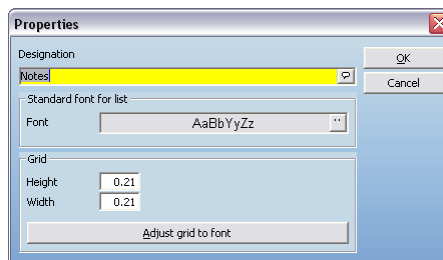 Properties
Designation
OK
Notes
Cancel
Standard font for list
Font AaBbYyZz ..
Grid
Height 0.21
Width 0.21
Adjust grid to font